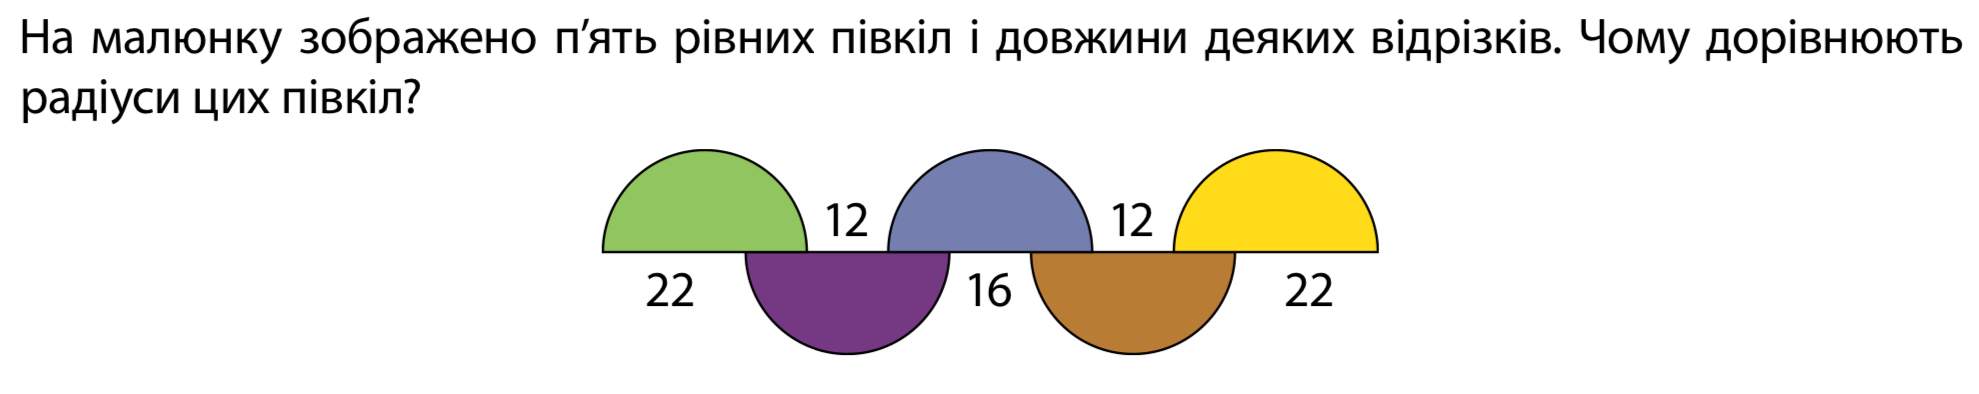 На малюнку зображено п’ять рівних півкіл і довжини деяких відрізків. Чому дорівнюють
радіуси цих півкіл?
12 12
22 16 22